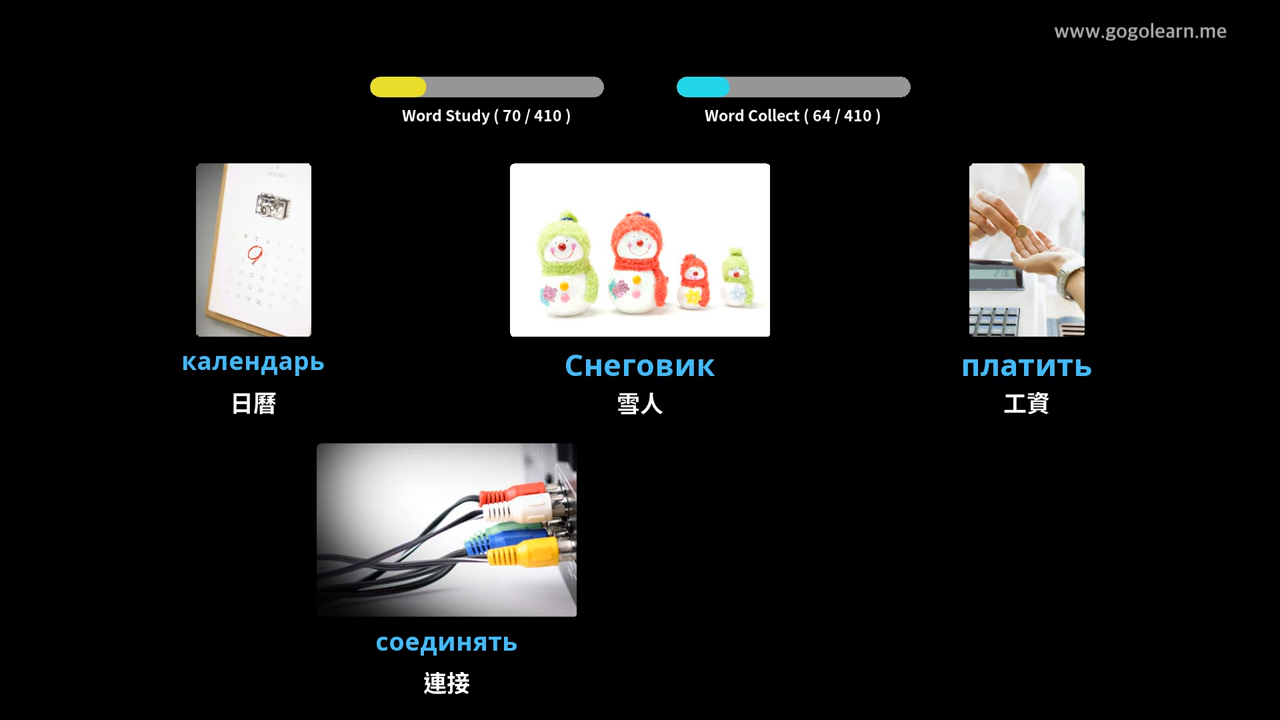 www.gogolearn.me
Word Study ( 70 / 410 )
Word Collect ( 64 / 410 )
календарь
日曆
Снеговик
雪人
платить
工資
соединять
連接